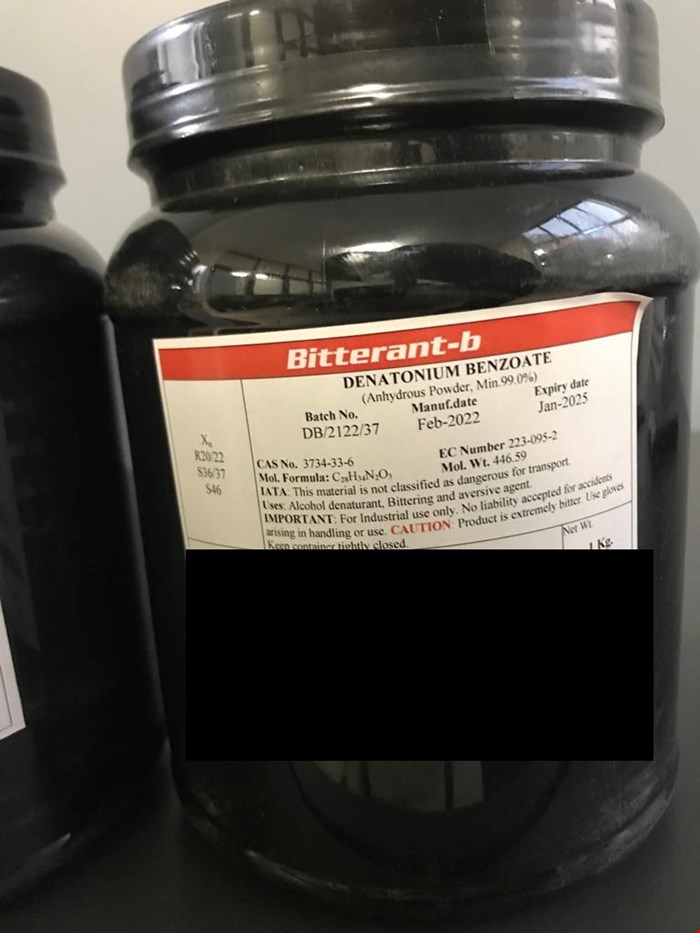 Bitterant-b
DENATONIUM BENZOATE
(Anhydrous Powder, Min.99.0%)
Batch No. Manuf.date Expiry date
DB/2122/37 Feb-2022 Jan-2025
Xn
R20/22
S36/37
S46
CAS No. 3734-33-6 EC Number 223-095-2
Mol. Formula: C₂₈H₃₄N₂O₃ Mol. Wt. 446.59
IATA: This material is not classified as dangerous for transport.
Uses: Alcohol denaturant, Bittering and aversive agent.
IMPORTANT: For Industrial use only. No liability accepted for accidents
arising in handling or use. CAUTION: Product is extremely bitter. Use gloves
Keep container tightly closed.
Net Wt.
1 Kg.